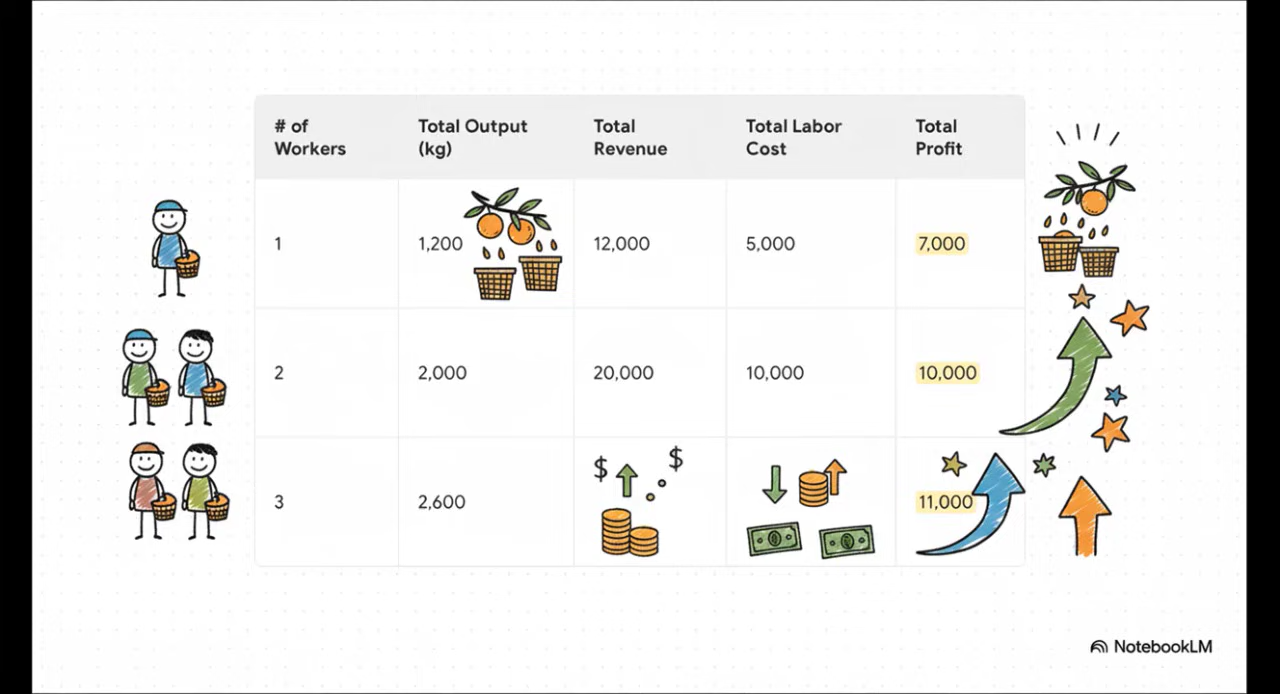 # of Workers
Total Output (kg)
Total Revenue
Total Labor Cost
Total Profit
1
1,200
12,000
5,000
7,000
2
2,000
20,000
10,000
10,000
3
2,600
$ $
11,000
NotebookLM